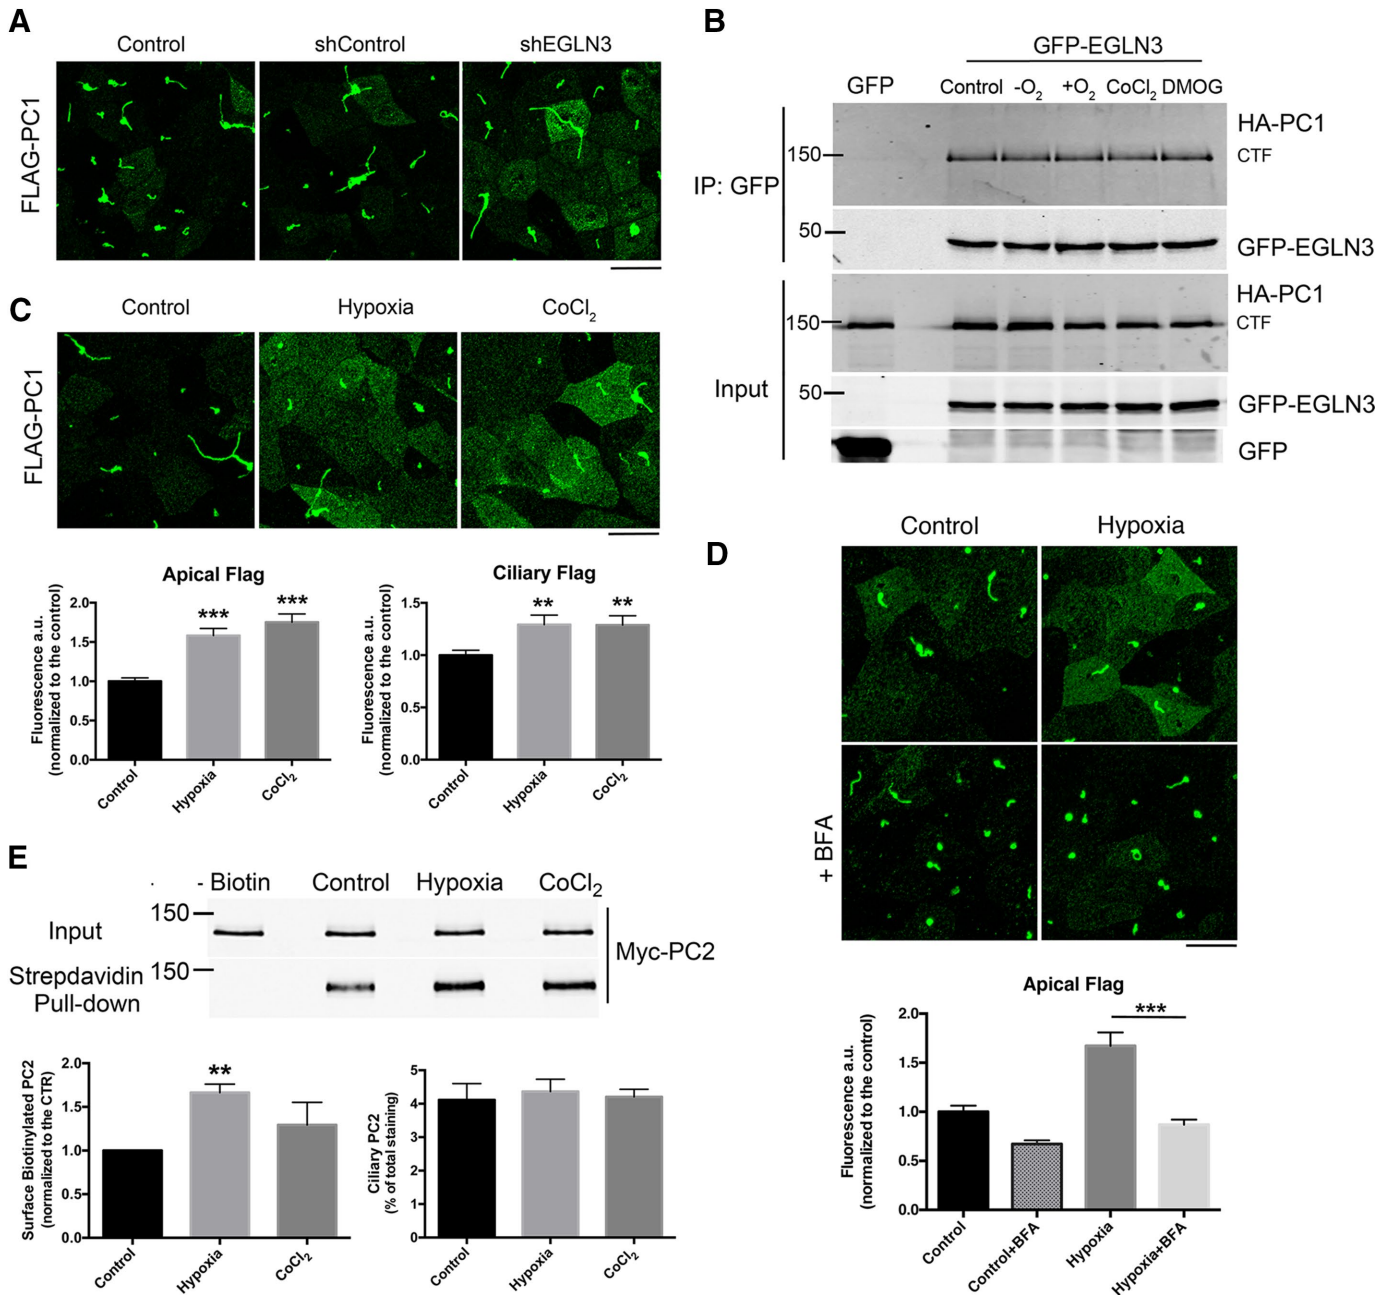 A
Control
shControl
shEGLN3
FLAG-PC1
B
GFP-EGLN3
GFP
Control
-O2
+O2
CoCl2
DMOG
IP: GFP
150
HA-PC1
CTF
50
GFP-EGLN3
Input
150
HA-PC1
CTF
50
GFP-EGLN3
GFP
C
Control
Hypoxia
CoCl2
FLAG-PC1
Apical Flag
Fluorescence a.u.
(normalized to the control)
2.0
1.5
1.0
0.5
0.0
***
***
Control
Hypoxia
CoCl2
Ciliary Flag
Fluorescence a.u.
(normalized to the control)
1.5
1.0
0.5
0.0
**
**
Control
Hypoxia
CoCl2
D
Control
Hypoxia
+ BFA
Apical Flag
Fluorescence a.u.
(normalized to the control)
2.0
1.5
1.0
0.5
0.0
***
Control
Control+BFA
Hypoxia
Hypoxia+BFA
E
- Biotin
Control
Hypoxia
CoCl2
Input
150
Strepdavidin
Pull-down
150
Myc-PC2
Surface Biotinylated PC2
(normalized to the CTR)
2.0
1.5
1.0
0.5
0.0
**
Control
Hypoxia
CoCl2
Ciliary PC2
(% of total staining)
5
4
3
2
1
0
Control
Hypoxia
CoCl2